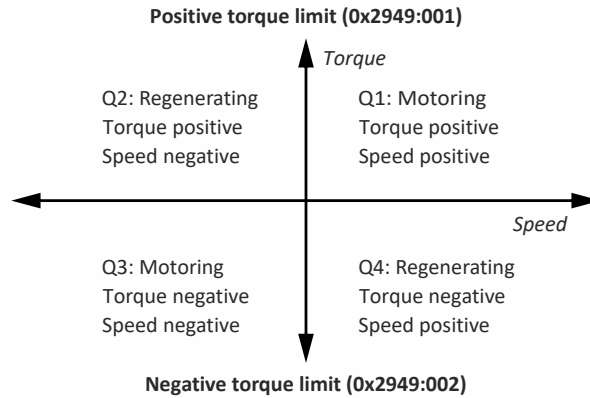 Positive torque limit (0x2949:001)
Torque
Q2: Regenerating
Torque positive
Speed negative
Q1: Motoring
Torque positive
Speed positive
Speed
Q3: Motoring
Torque negative
Speed negative
Q4: Regenerating
Torque negative
Speed positive
Negative torque limit (0x2949:002)